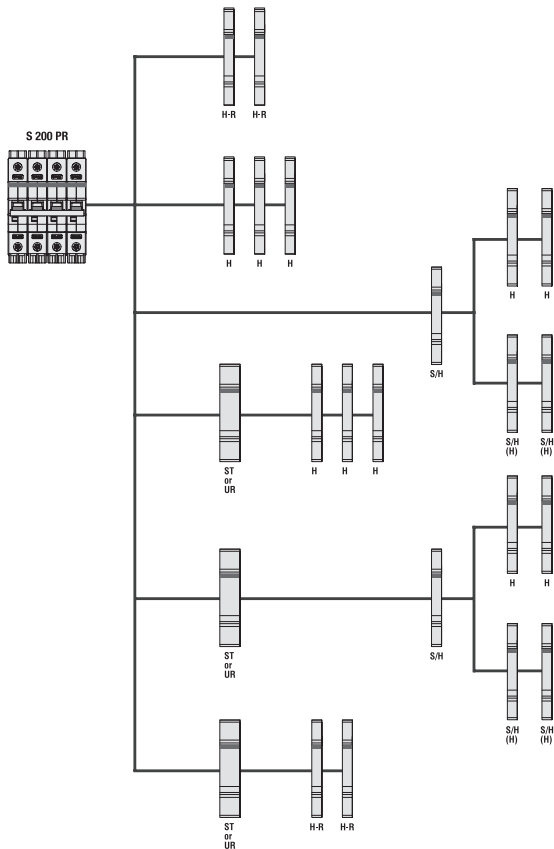 H-R H-R
S 200 PR
H H H
H H
S/H
S/H S/H
(H) (H)
ST
or
UR
H H H
H H
ST
or
UR
S/H
S/H S/H
(H) (H)
ST
or
UR
H-R H-R